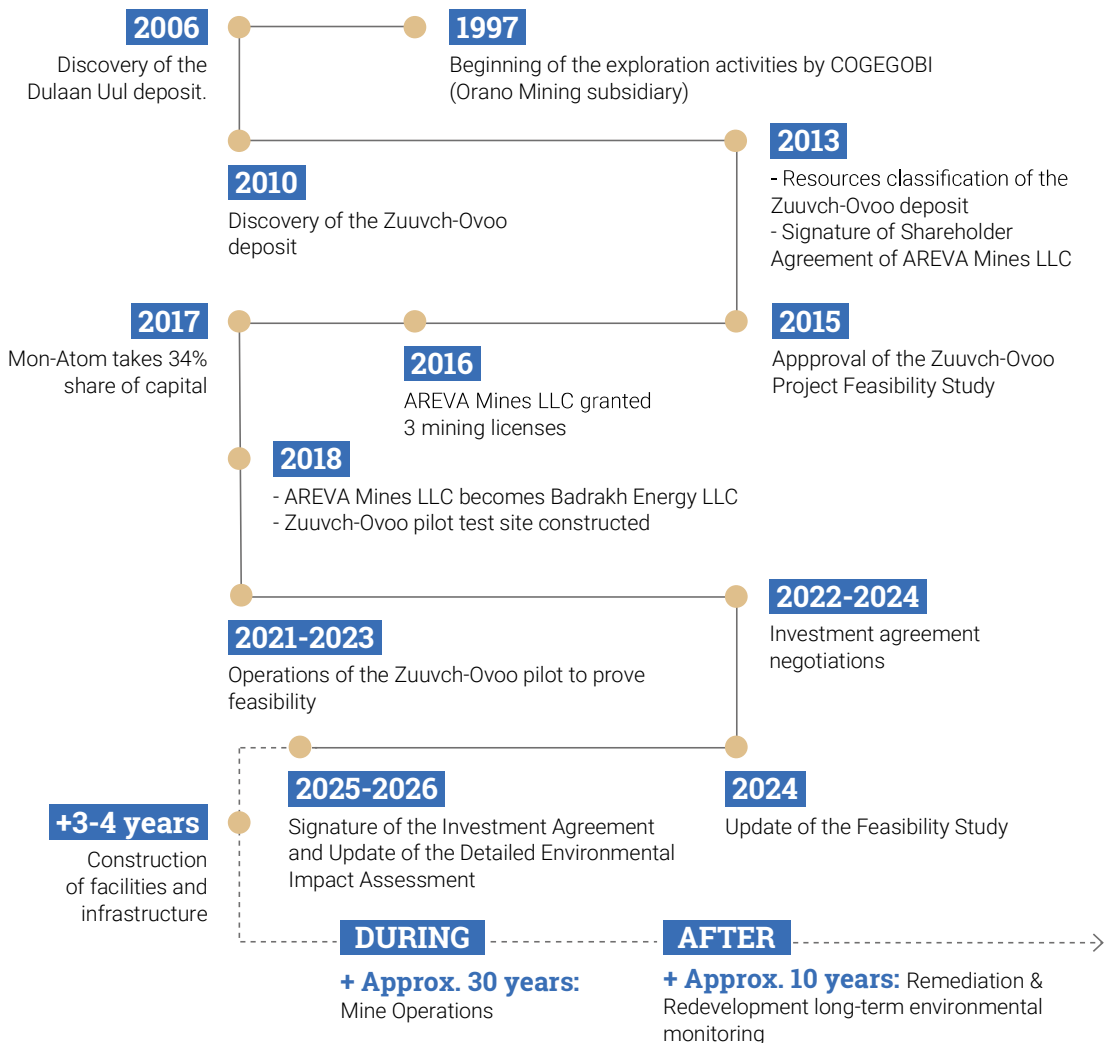 1997
Beginning of the exploration activities by COGEGOBI
(Orano Mining subsidiary)
2006
Discovery of the
Dulaan Uul deposit.
2010
Discovery of the Zuuvch-Ovoo
deposit
2013
- Resources classification of the
Zuuvch-Ovoo deposit
- Signature of Shareholder
Agreement of AREVA Mines LLC
2015
Appproval of the Zuuvch-Ovoo
Project Feasibility Study
2016
AREVA Mines LLC granted
3 mining licenses
2017
Mon-Atom takes 34%
share of capital
2018
- AREVA Mines LLC becomes Badrakh Energy LLC
- Zuuvch-Ovoo pilot test site constructed
2021-2023
Operations of the Zuuvch-Ovoo pilot to prove
feasibility
2022-2024
Investment agreement
negotiations
2024
Update of the Feasibility Study
2025-2026
Signature of the Investment Agreement
and Update of the Detailed Environmental
Impact Assessment
+3-4 years
Construction
of facilities and
infrastructure
DURING
+ Approx. 30 years:
Mine Operations
AFTER
+ Approx. 10 years: Remediation &
Redevelopment long-term environmental
monitoring